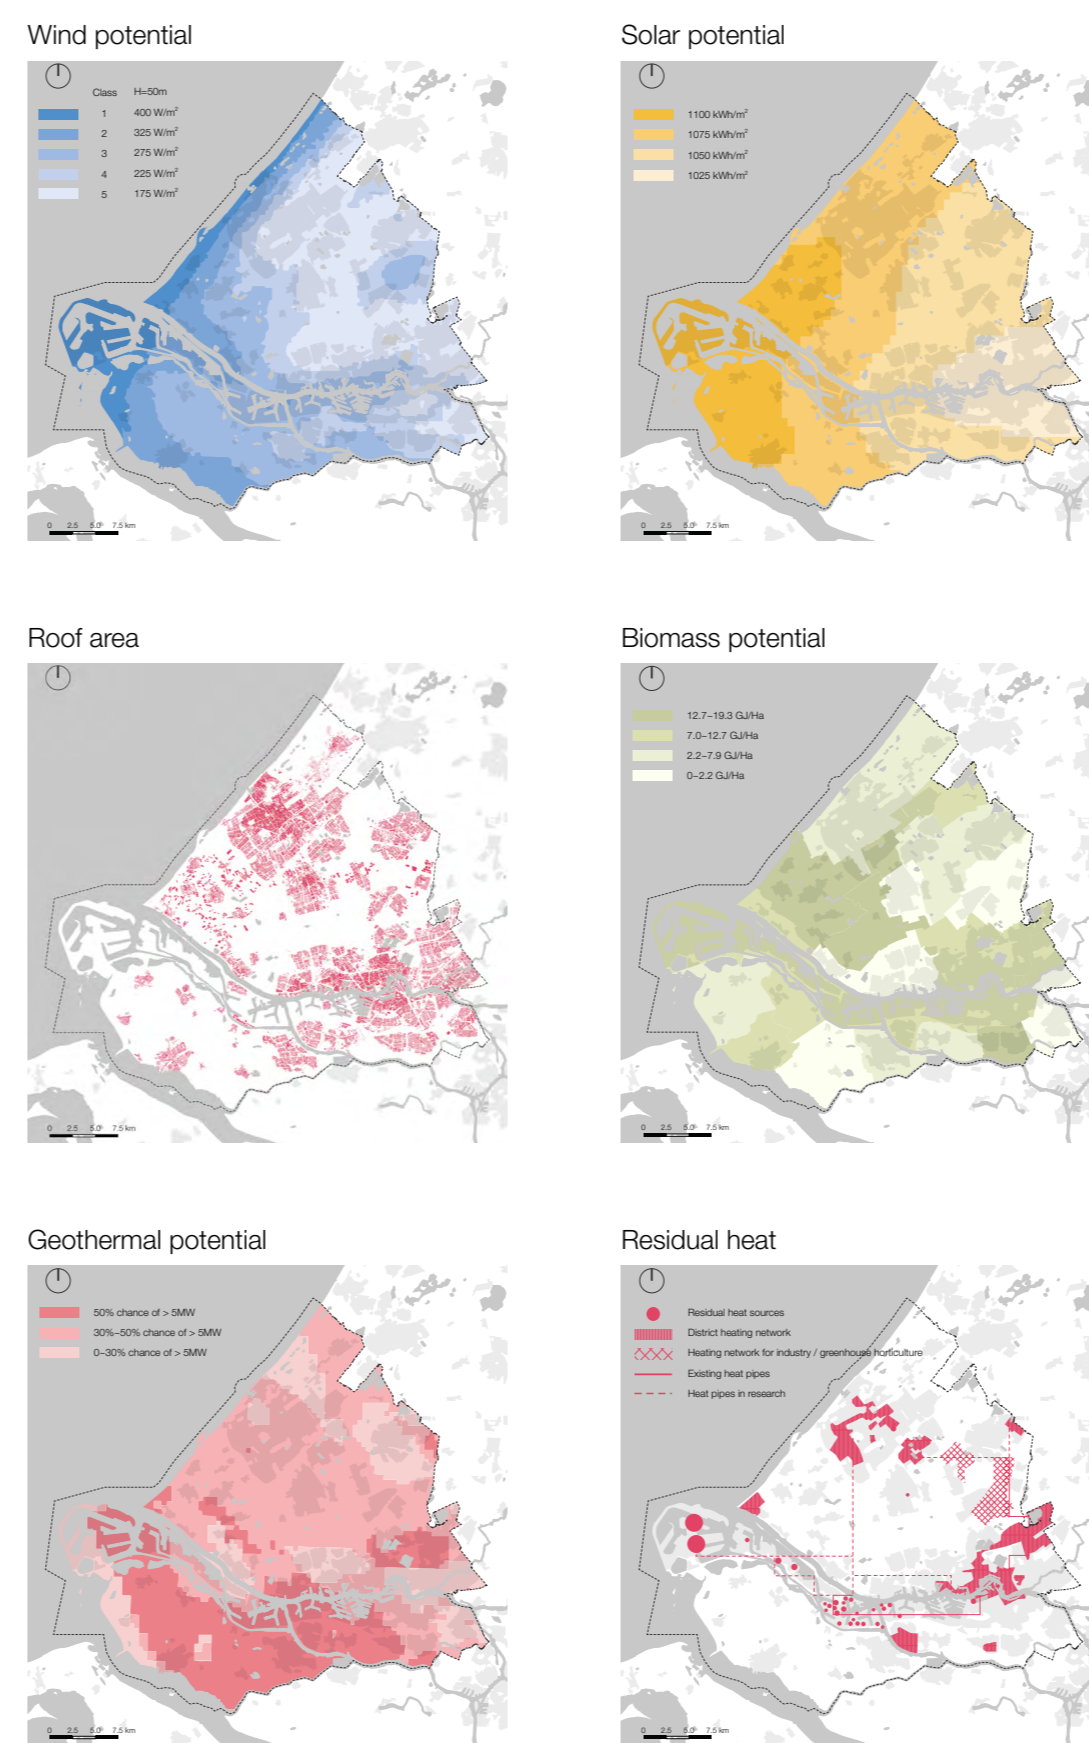 Wind potential
Class H=50m
1 400 W/m²
2 325 W/m²
3 275 W/m²
4 225 W/m²
5 175 W/m²
0 2.5 5.0 7.5 km
Solar potential
1100 kWh/m²
1075 kWh/m²
1050 kWh/m²
1025 kWh/m²
0 2.5 5.0 7.5 km
Roof area
0 2.5 5.0 7.5 km
Biomass potential
12.7–19.3 GJ/Ha
7.0–12.7 GJ/Ha
2.2–7.9 GJ/Ha
0–2.2 GJ/Ha
0 2.5 5.0 7.5 km
Geothermal potential
50% chance of > 5MW
30%–50% chance of > 5MW
0–30% chance of > 5MW
0 2.5 5.0 7.5 km
Residual heat
Residual heat sources
District heating network
Heating network for industry / greenhouse horticulture
Existing heat pipes
Heat pipes in research
0 2.5 5.0 7.5 km